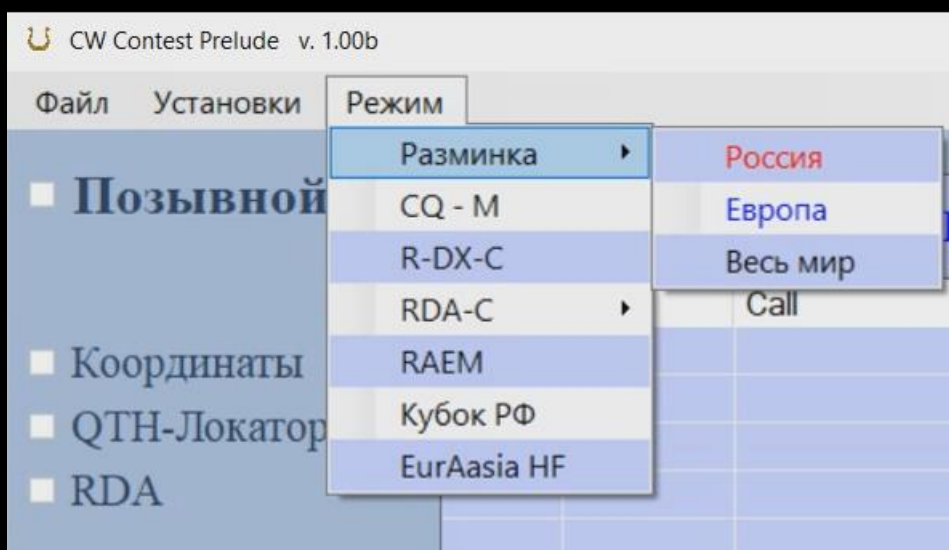 CW Contest Prelude v. 1.00b
Файл Установки Режим
Разминка
CQ - M
R-DX-C
RDA-C
RAEM
Кубок РФ
EurAasia HF
Россия
Европа
Весь мир
Позывной
Координаты
QTH-Локатор
RDA
Call